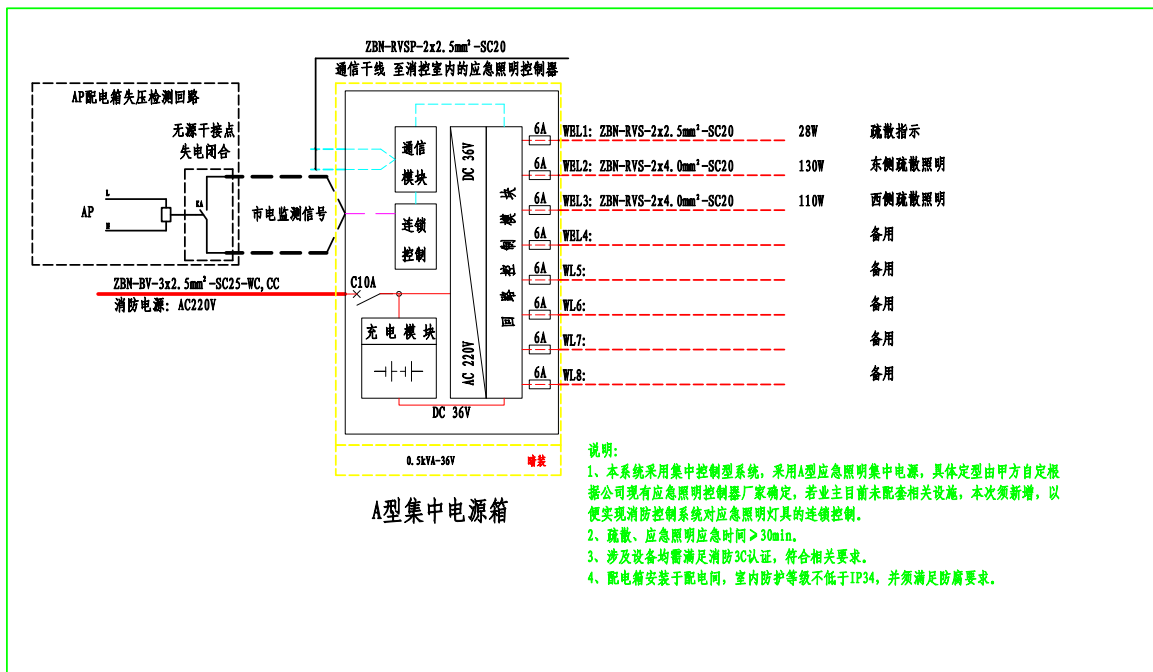 ZBN-RVSP-2x2.5mm²-SC20
通信干线 至消控室内的应急照明控制器
AP配电箱失压检测回路
无源干接点
失电闭合
L
KA
AP
N
市电监测信号
ZBN-BV-3x2.5mm²-SC25-WC,CC
消防电源: AC220V
C10A
通信
模块
连锁
控制
充电模块
DC 36V
AC 220V
DC 36V
回路控制模块
6A WEL1: ZBN-RVS-2x2.5mm²-SC20 28W 疏散指示
6A WEL2: ZBN-RVS-2x4.0mm²-SC20 130W 东侧疏散照明
6A WEL3: ZBN-RVS-2x4.0mm²-SC20 110W 西侧疏散照明
6A WEL4: 备用
6A WL5: 备用
6A WL6: 备用
6A WL7: 备用
6A WL8: 备用
0.5kVA-36V 暗装
A型集中电源箱
说明:
1、本系统采用集中控制型系统，采用A型应急照明集中电源，具体定型由甲方自定根
据公司现有应急照明控制器厂家确定，若业主目前未配套相关设施，本次须新增，以
便实现消防控制系统对应急照明灯具的连锁控制。
2、疏散、应急照明应急时间≥30min。
3、涉及设备均需满足消防3C认证，符合相关要求。
4、配电箱安装于配电间，室内防护等级不低于IP34，并须满足防腐要求。